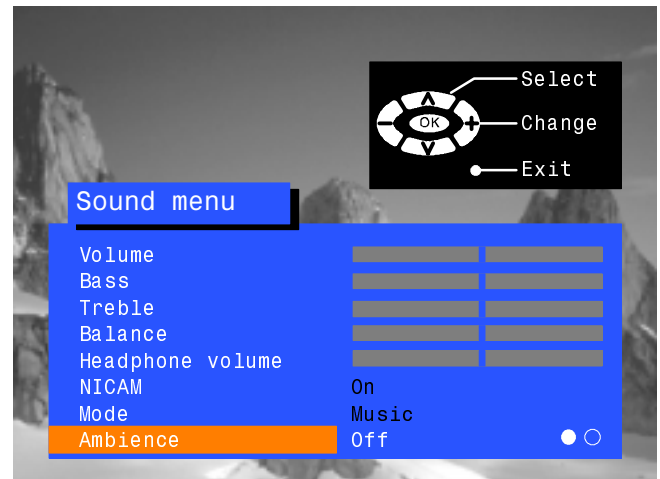 Select
OK
Change
Exit
Sound menu
Volume
Bass
Treble
Balance
Headphone volume
NICAM On
Mode Music
Ambience Off